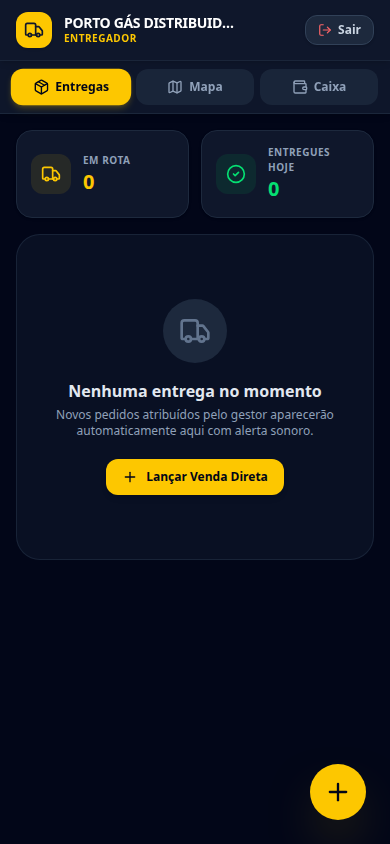 PORTO GÁS DISTRIBUID...
ENTREGADOR
Sair
Entregas
Mapa
Caixa
EM ROTA
0
ENTREGUES
HOJE
0
Nenhuma entrega no momento
Novos pedidos atribuídos pelo gestor aparecerão
automaticamente aqui com alerta sonoro.
Lançar Venda Direta